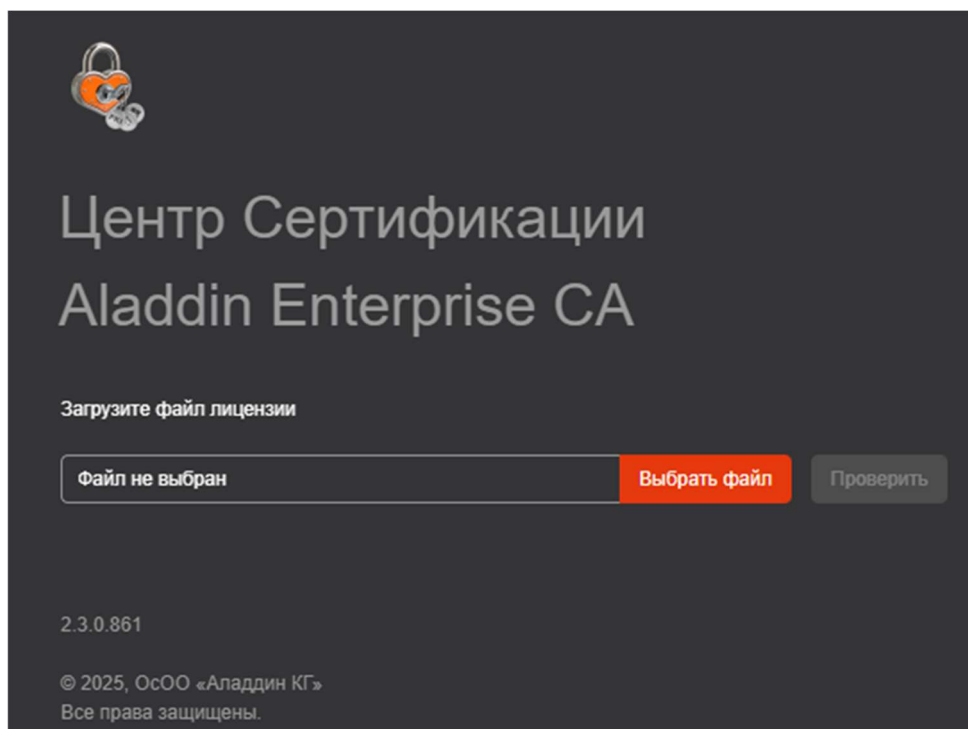 Центр Сертификации
Aladdin Enterprise CA
Загрузите файл лицензии
Файл не выбран Выбрать файл Проверить
2.3.0.861
© 2025, ОсОО «Аладдин КГ»
Все права защищены.